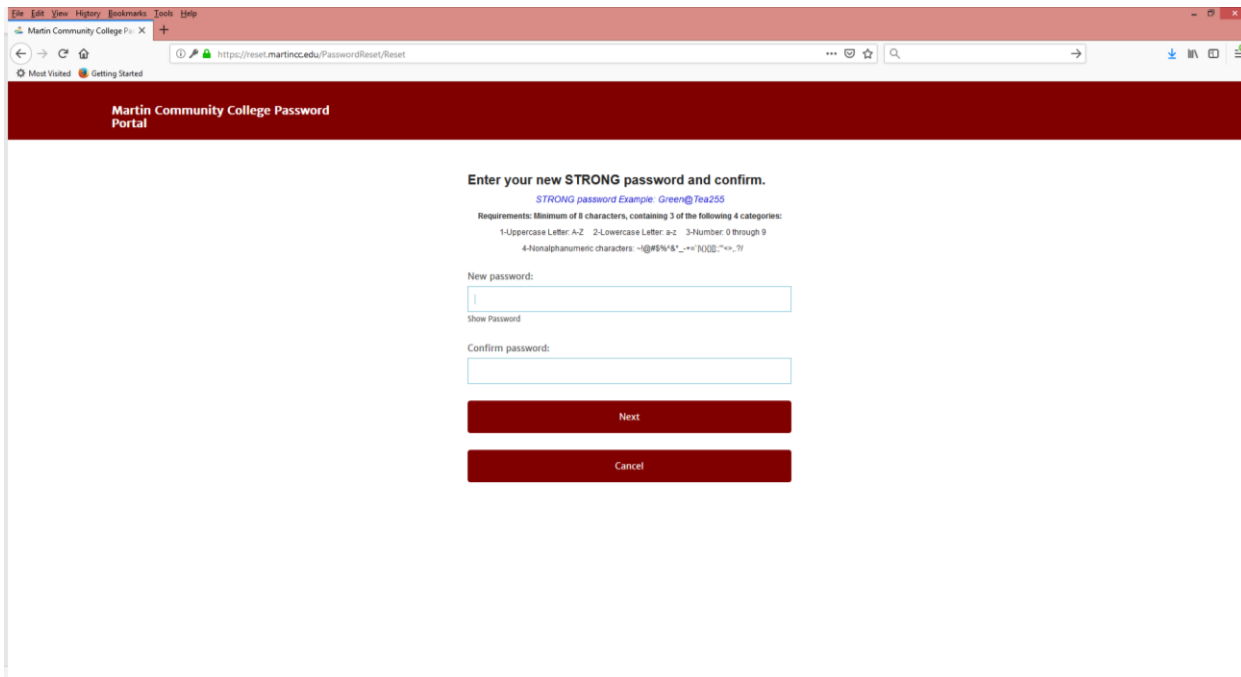 File Edit View History Bookmarks Tools Help
Martin Community College Pa
https://reset.martincc.edu/PasswordReset/Reset
Most Visited Getting Started
Martin Community College Password
Portal
Enter your new STRONG password and confirm.
STRONG password Example: Green@Tea255
Requirements: Minimum of 8 characters, containing 3 of the following 4 categories:
1-Uppercase Letter: A-Z 2-Lowercase Letter: a-z 3-Number: 0 through 9
4-Nonalphanumeric characters:
New password:
Show Password
Confirm password:
Next
Cancel